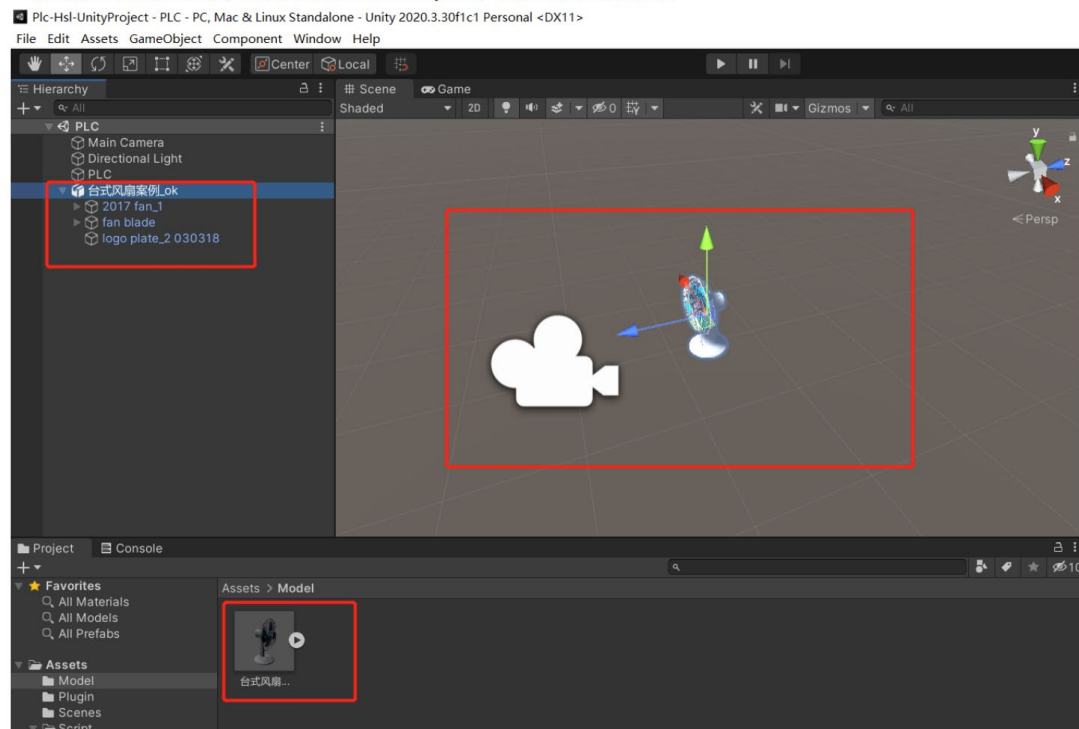 Plc-Hsl-UnityProject - PLC - PC, Mac & Linux Standalone - Unity 2020.3.30f1c1 Personal <DX11>
File Edit Assets GameObject Component Window Help
Center Local
Hierarchy
All
PLC
Main Camera
Directional Light
PLC
台式风扇案例_ok
2017 fan_1
fan blade
logo plate_2 030318
Scene Game
Shaded 2D 0 Gizmos All
y
z
x
Persp
Project Console
10
Favorites
All Materials
All Models
All Prefabs
Assets
Model
Plugin
Scenes
Script
Assets > Model
台式风扇...